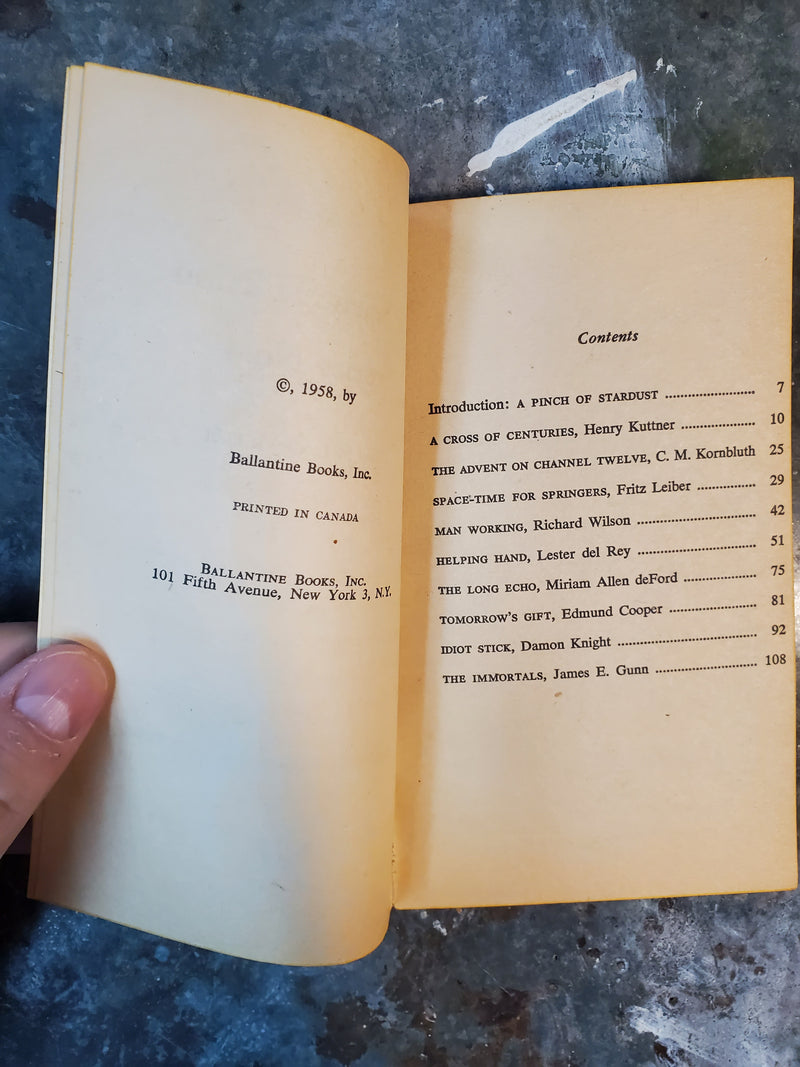 ©, 1958, by
Ballantine Books, Inc.
PRINTED IN CANADA
BALLANTINE BOOKS, INC.
101 Fifth Avenue, New York 3, N.Y.
Contents
Introduction: A PINCH OF STARDUST ........................ 7
A CROSS OF CENTURIES, Henry Kuttner .................... 10
THE ADVENT ON CHANNEL TWELVE, C. M. Kornbluth 25
SPACE-TIME FOR SPRINGERS, Fritz Leiber ................ 29
MAN WORKING, Richard Wilson ................................ 42
HELPING HAND, Lester del Rey ................................ 51
THE LONG ECHO, Miriam Allen deFord .................... 75
TOMORROW'S GIFT, Edmund Cooper ........................ 81
IDIOT STICK, Damon Knight .................................... 92
THE IMMORTALS, James E. Gunn ............................ 108